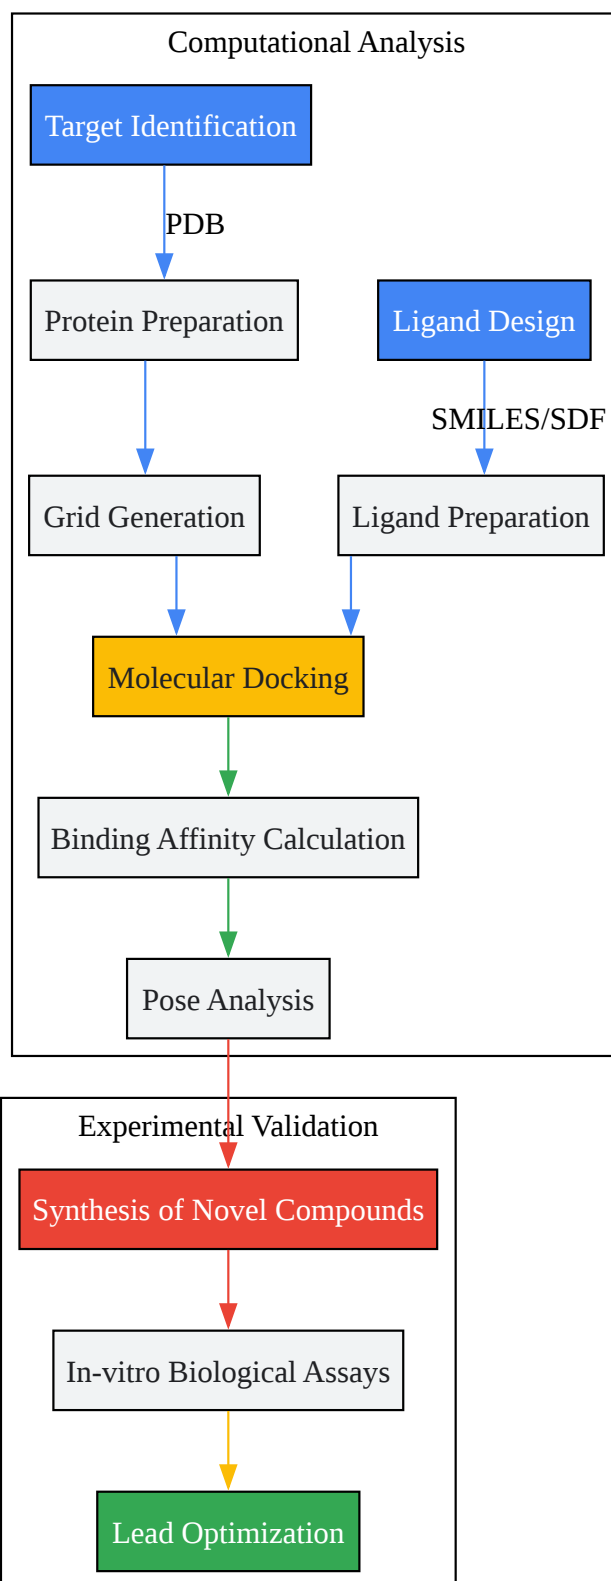 Computational Analysis
Target Identification
PDB
Protein Preparation
Ligand Design
SMILES/SDF
Grid Generation
Ligand Preparation
Molecular Docking
Binding Affinity Calculation
Pose Analysis
Experimental Validation
Synthesis of Novel Compounds
In-vitro Biological Assays
Lead Optimization